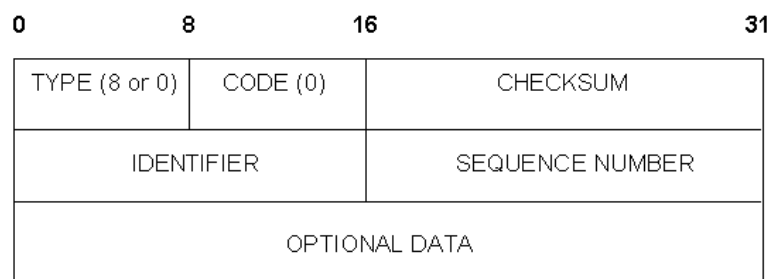 0 8 16 31
TYPE (8 or 0) CODE (0) CHECKSUM
IDENTIFIER SEQUENCE NUMBER
OPTIONAL DATA